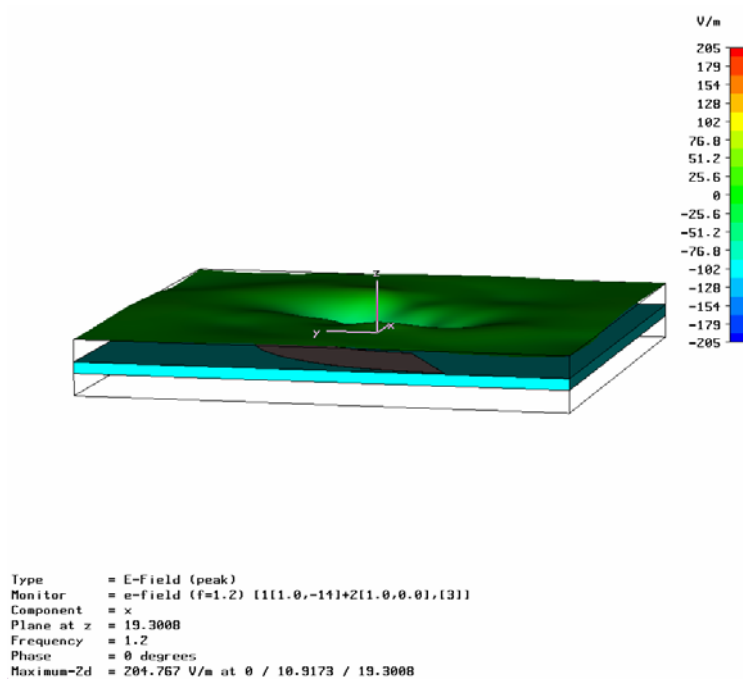 V/m
205
179
154
128
102
76.8
51.2
25.6
0
-25.6
-51.2
-76.8
-102
-128
-154
-179
-205
z
y
x
Type = E-Field (peak)
Monitor = e-field (f=1.2) [1[1.0,-14]+2[1.0,0.0],[3]]
Component = x
Plane at z = 19.3008
Frequency = 1.2
Phase = 0 degrees
Maximum-2d = 204.767 V/m at 0 / 10.9173 / 19.3008